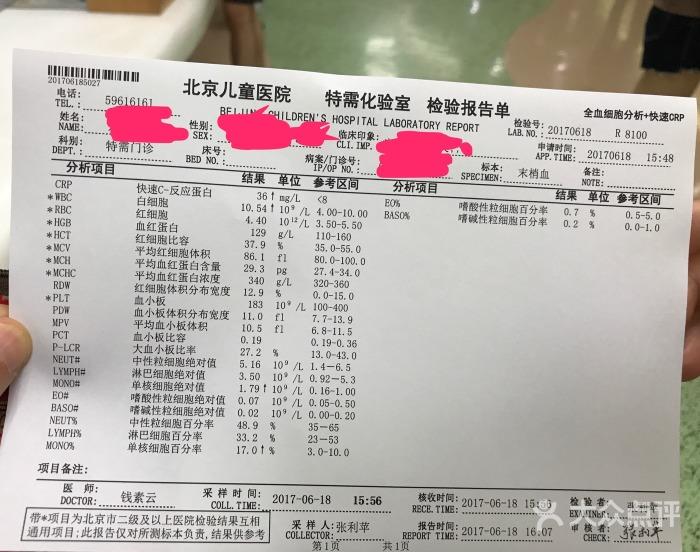 201706185027
北京儿童医院 特需化验室 检验报告单
BEIJING CHILDREN'S HOSPITAL LABORATORY REPORT
全血细胞分析+快速CRP
电话: TEL.: 59616161
检验号: LAB.NO.: 20170618 R 8100
姓名: NAME:
性别: SEX:
临床印象: CLI.IMP.
申请时间: APP.TIME: 20170618 15:48
科别: DEPT.: 特需门诊
床号: BED NO.:
病案/门诊号: IP/OP NO.:
标本: SPECIMEN: 末梢血
备注: NOTE:
分析项目 结果 单位 参考区间 分析项目 结果 单位 参考区间
CRP 快速C-反应蛋白 36↑ mg/L <8
*WBC 白细胞 10.54↑ 10^9 /L 4.00-10.00
*RBC 红细胞 4.40 10^12/L 3.50-5.50
*HGB 血红蛋白 129 g/L 110-160
*HCT 红细胞比容 37.9 % 35.0-55.0
*MCV 平均红细胞体积 86.1 fl 80.0-100.0
*MCH 平均血红蛋白含量 29.3 pg 27.4-34.0
*MCHC 平均血红蛋白浓度 340 g/L 320-360
RDW 红细胞体积分布宽度 12.9 % 0.0-15.0
*PLT 血小板 183 10^9 /L 100-400
PDW 血小板体积分布宽度 11.0 fl 7.7-13.9
MPV 平均血小板体积 10.5 fl 6.8-11.5
PCT 血小板比容 0.19 0.19-0.36
P-LCR 大血小板比率 27.2 % 13.0-43.0
NEUT# 中性粒细胞绝对值 5.16 10^9 /L 1.4-6.5
LYMPH# 淋巴细胞绝对值 3.50 10^9 /L 0.92-5.3
MONO# 单核细胞绝对值 1.79↑ 10^9 /L 0.16-1.00
EO# 嗜酸性粒细胞绝对值 0.07 10^9 /L 0.05-0.50
BASO# 嗜碱性粒细胞绝对值 0.02 10^9 /L 0.00-0.20
NEUT% 中性粒细胞百分率 48.9 % 35-65
LYMPH% 淋巴细胞百分率 33.2 % 23-53
MONO% 单核细胞百分率 17.0↑ % 3.0-10.0
EO% 嗜酸性粒细胞百分率 0.7 % 0.5-5.0
BASO% 嗜碱性粒细胞百分率 0.2 % 0.0-1.0
项目备注:
医师: DOCTOR: 钱素云
采样时间 COLL.TIME: 2017-06-18 15:56
核收时间: RECE.TIME: 2017-06-18
检验者 EXAMINER:
带*项目为北京市二级及以上医院检验结果互相
通用项目; 此报告仅对所测标本负责, 结果供参考
采样人: COLLECTOR: 张利苹
报告时间: REPORT TIME: 2017-06-18 16:07
审核者 CHECK:
第1页 共1页
大众点评